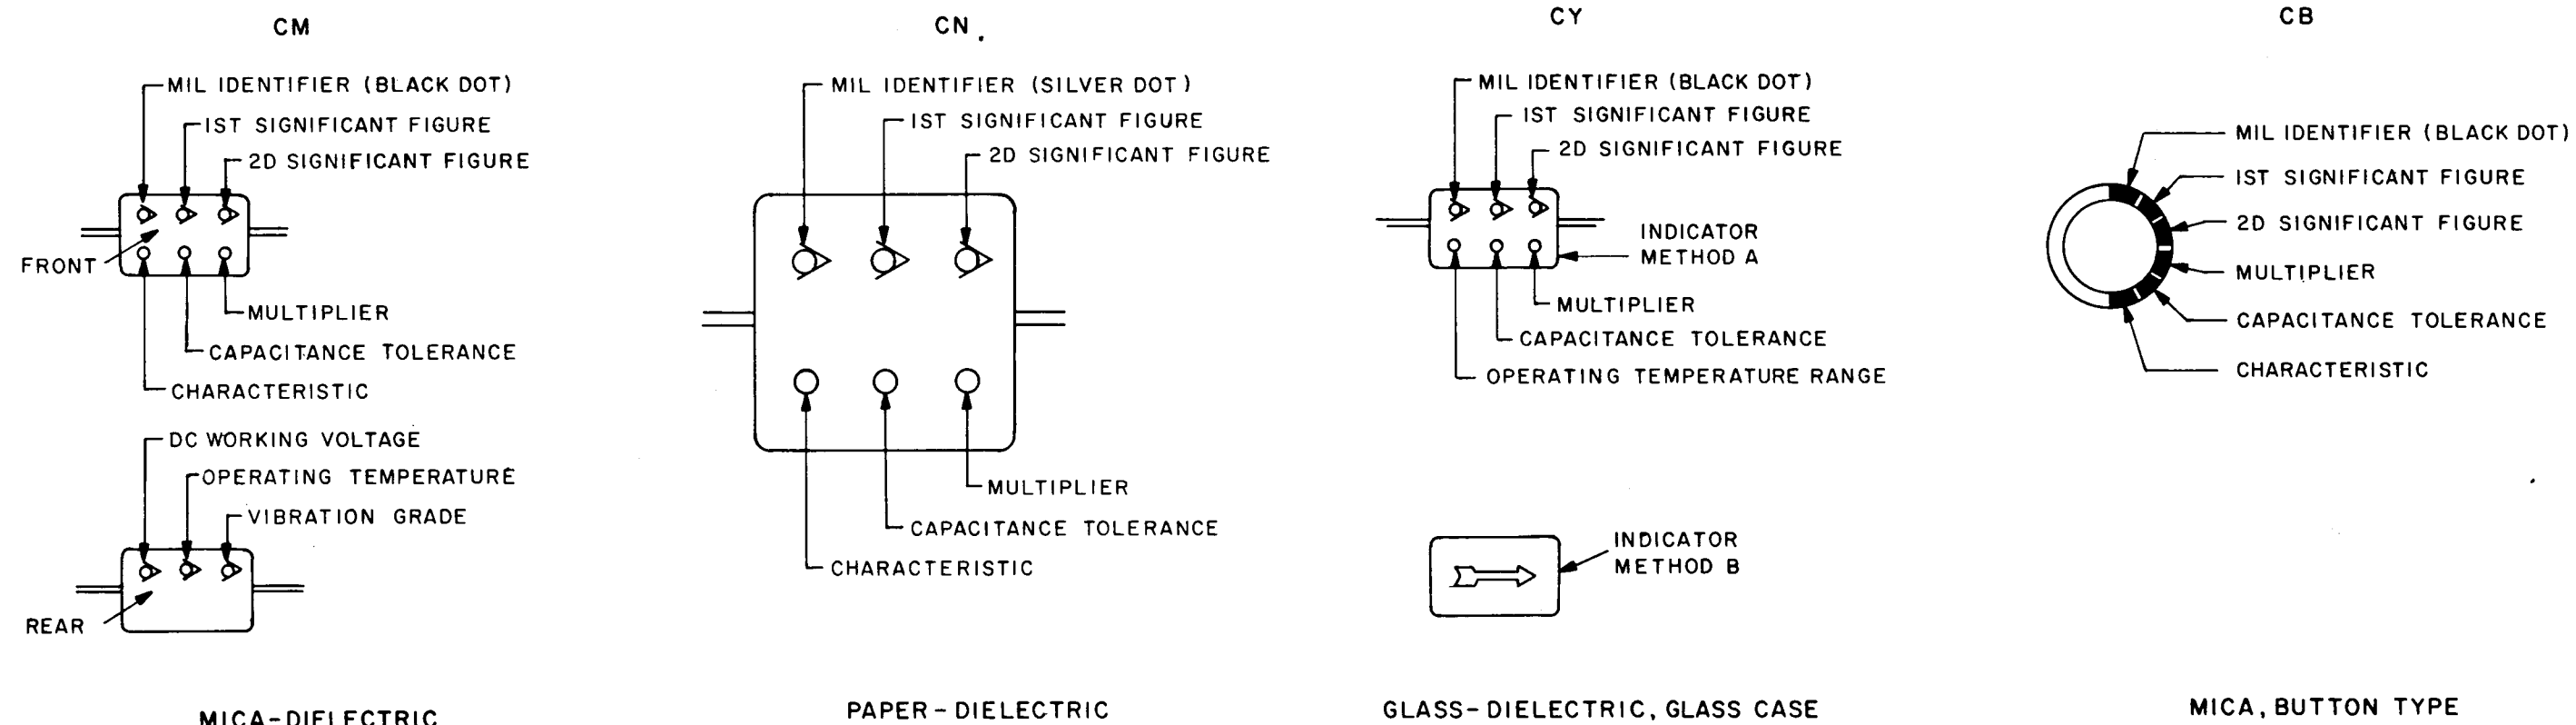 CM
MIL IDENTIFIER (BLACK DOT)
1ST SIGNIFICANT FIGURE
2D SIGNIFICANT FIGURE
FRONT
MULTIPLIER
CAPACITANCE TOLERANCE
CHARACTERISTIC
DC WORKING VOLTAGE
OPERATING TEMPERATURE
VIBRATION GRADE
REAR
MICA-DIELECTRIC
CN
MIL IDENTIFIER (SILVER DOT)
1ST SIGNIFICANT FIGURE
2D SIGNIFICANT FIGURE
MULTIPLIER
CAPACITANCE TOLERANCE
CHARACTERISTIC
PAPER-DIELECTRIC
CY
MIL IDENTIFIER (BLACK DOT)
1ST SIGNIFICANT FIGURE
2D SIGNIFICANT FIGURE
INDICATOR
METHOD A
MULTIPLIER
CAPACITANCE TOLERANCE
OPERATING TEMPERATURE RANGE
INDICATOR
METHOD B
GLASS-DIELECTRIC, GLASS CASE
CB
MIL IDENTIFIER (BLACK DOT)
1ST SIGNIFICANT FIGURE
2D SIGNIFICANT FIGURE
MULTIPLIER
CAPACITANCE TOLERANCE
CHARACTERISTIC
MICA, BUTTON TYPE